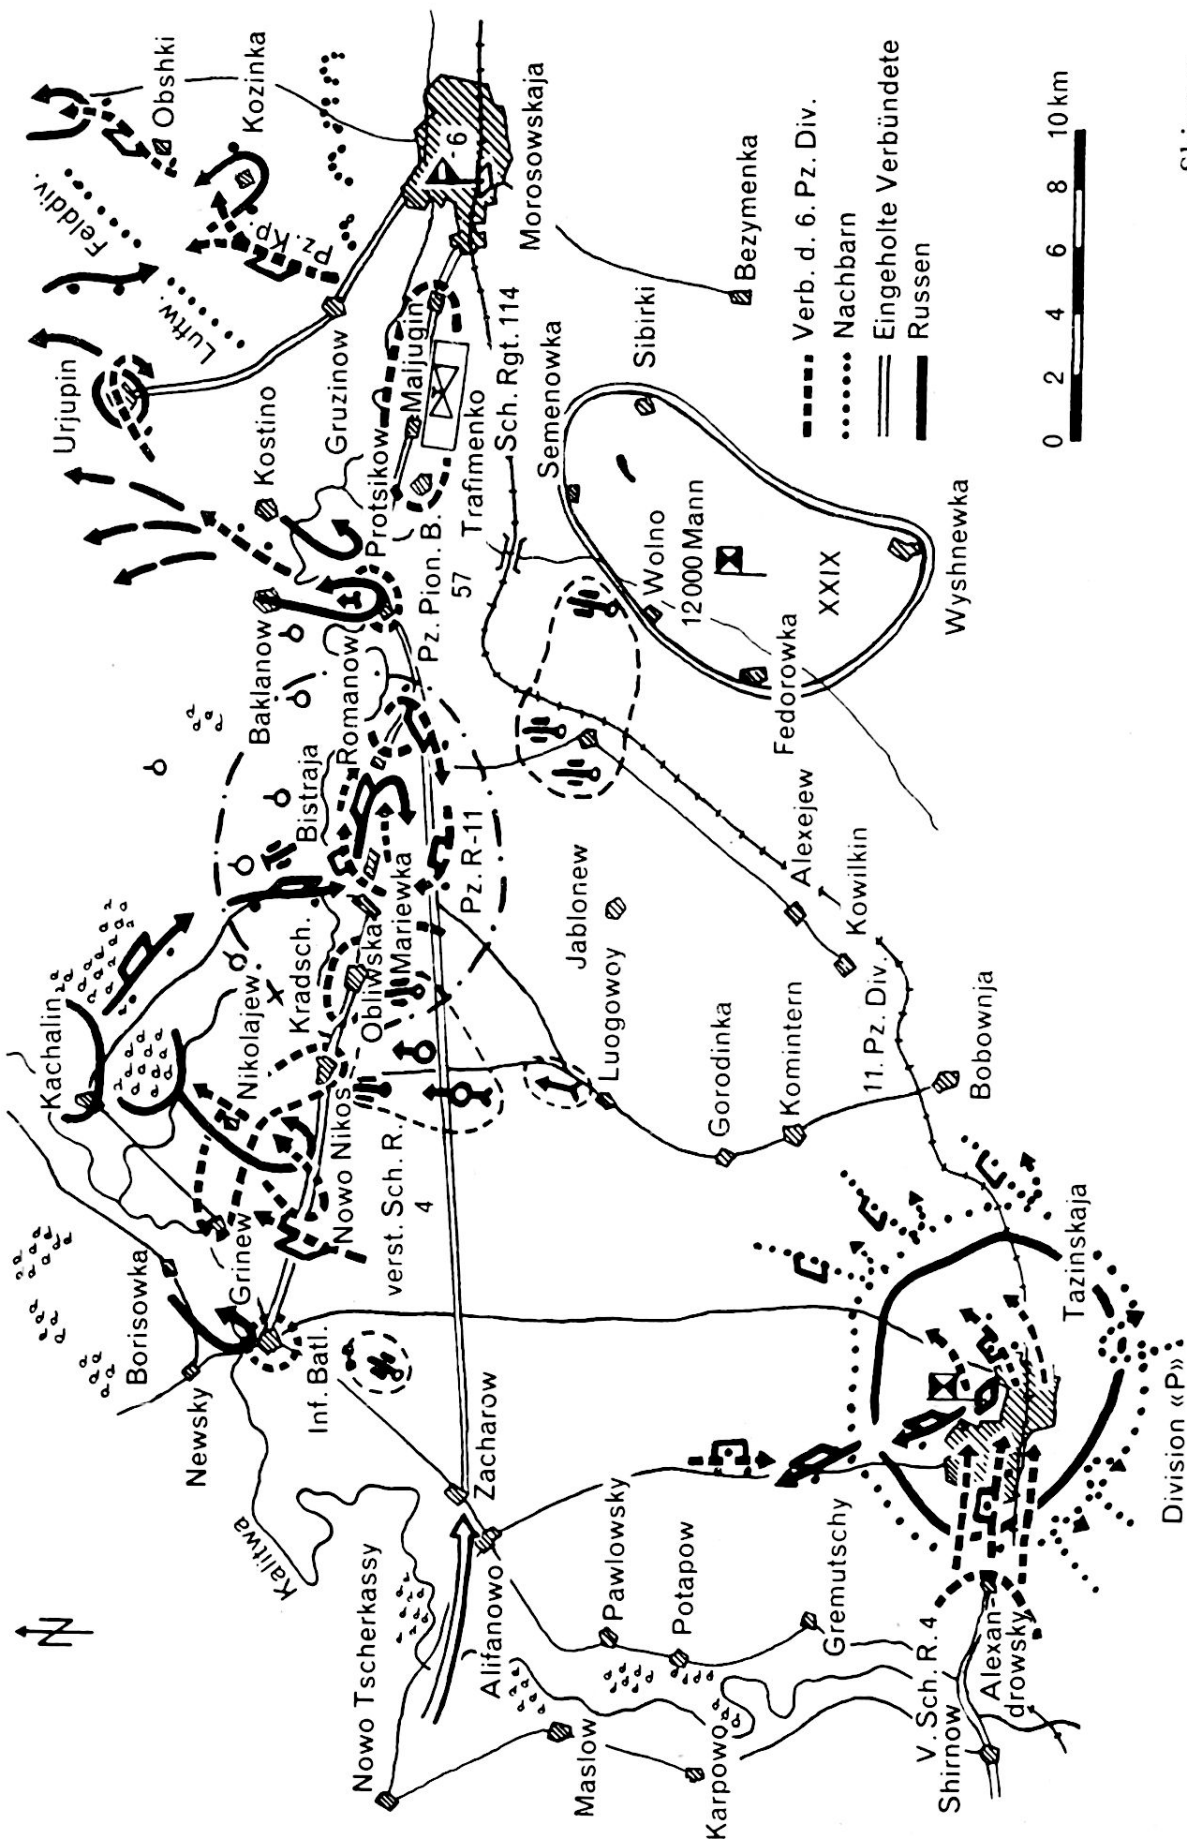 N
Nowo Tscherkassy
Kalitwa
Maslow
Karpowo
Alifanowo
Zacharow
Pawlowsky
Potapow
Gremutschy
V. Sch. R. 4
Shirnow
Alexan-
drowsky
Newsky
Borisowka
Inf. Batl.
Grinew
Kachalin
Nikolajew.
Nowo Nikos
verst. Sch. R.
4
Kradsch.
Obliwska
Mariewka
Bistraja
Romanow
Baklanow
Pz. R-11
Kostino
Urjupin
Protsikow
Pz. Pion. B.
57
Trafimenko
Gruzinow
Maljugin
Sch. Rgt. 114
Luftw.
Felddiv.
Pz. Kp.
Obshki
Kozinka
6
Morosowskaja
Bezymenka
Sibirki
Semenowka
Wolno
12000 Mann
XXIX
Fedorowka
Wyshnewka
Jablonew
Luogowoy
Gorodinka
Komintern
Alexejew
Kowilkin
11. Pz. Div.
Bobownja
Tazinskaja
Division «P»
Verb. d. 6. Pz. Div.
Nachbarn
Eingeholte Verbündete
Russen
0 2 4 6 8 10 km